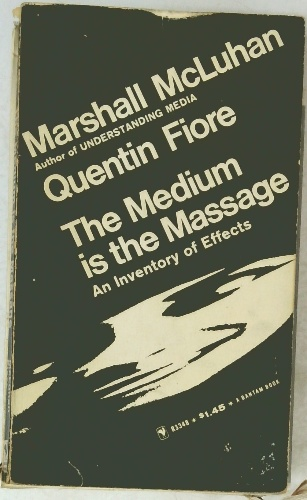 Marshall McLuhan
Author of UNDERSTANDING MEDIA
Quentin Fiore
The Medium
is the Massage
An Inventory of Effects
R3348 * $1.45 * A BANTAM BOOK